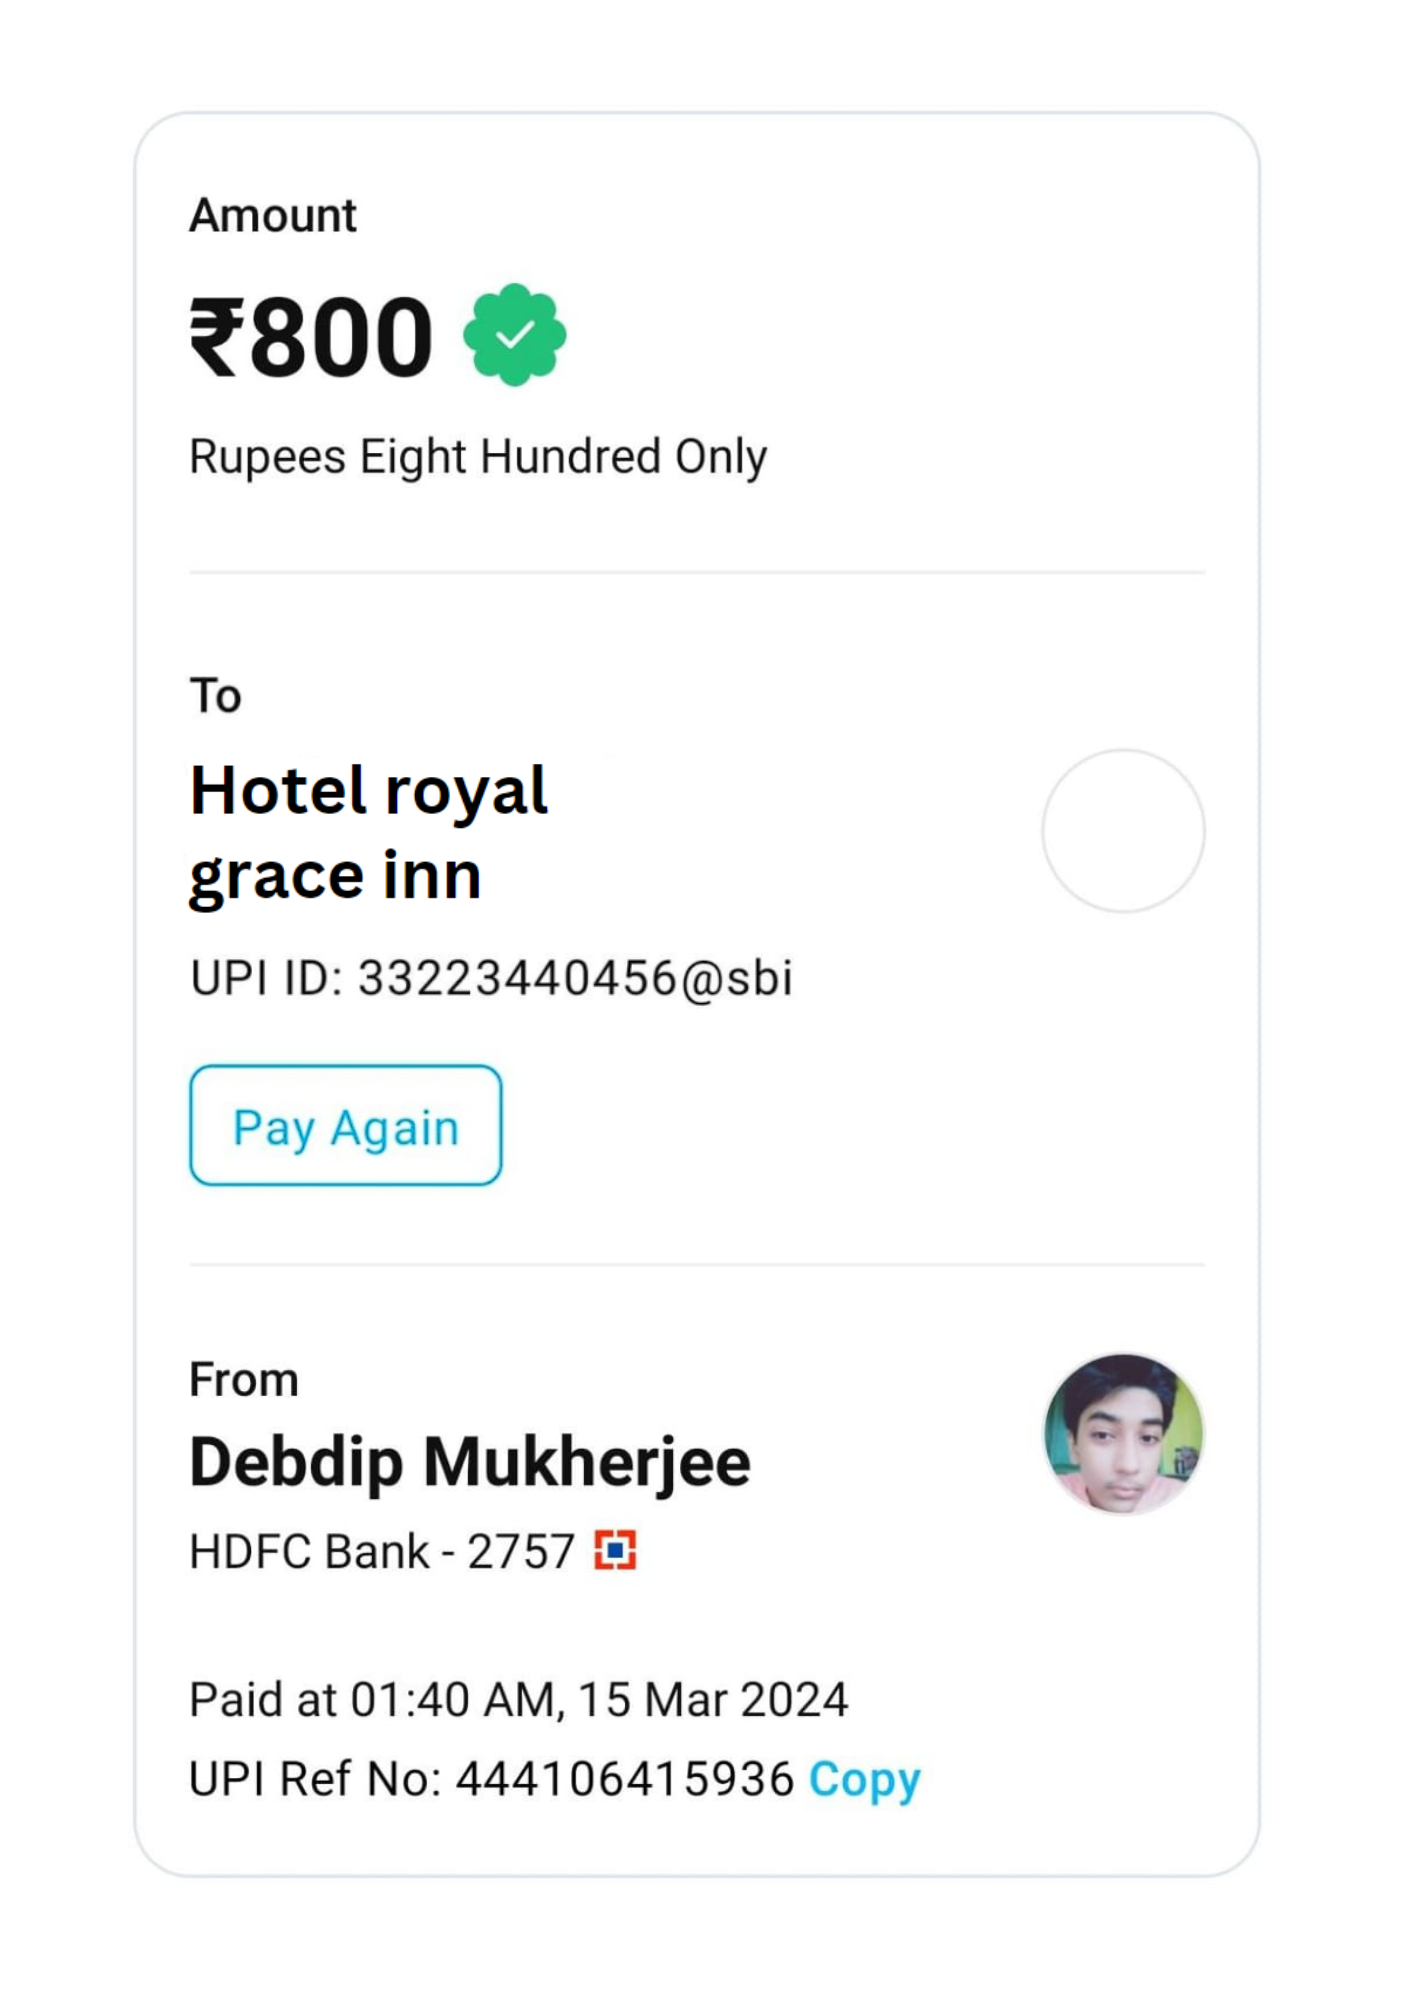 Amount
₹800
Rupees Eight Hundred Only
To
Hotel royal
grace inn
UPI ID: 33223440456@sbi
Pay Again
From
Debdip Mukherjee
HDFC Bank - 2757
Paid at 01:40 AM, 15 Mar 2024
UPI Ref No: 444106415936 Copy